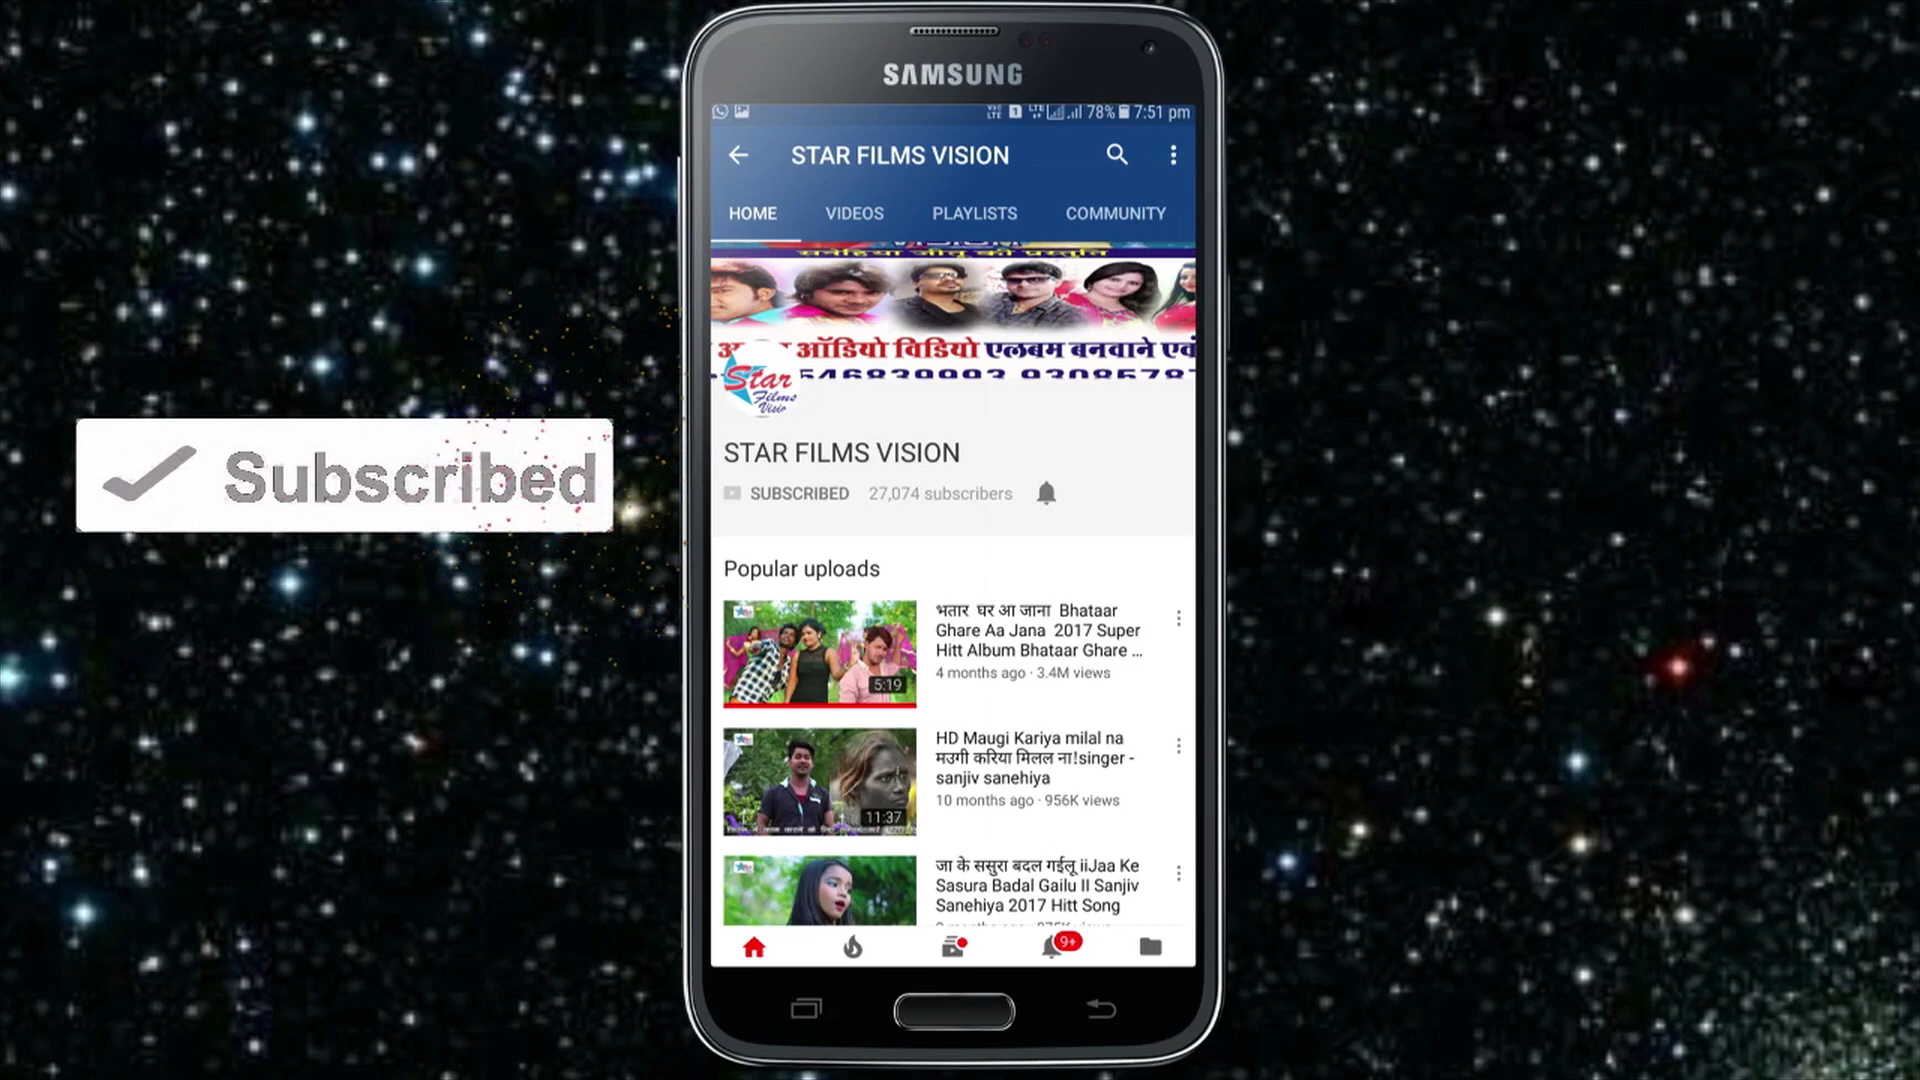 SAMSUNG
78% 7:51 pm
STAR FILMS VISION
HOME VIDEOS PLAYLISTS COMMUNITY
सनेहिया जीतू की प्रस्तुति
ऑडियो विडियो एलबम बनवाने एवं
Star
Films
STAR FILMS VISION
SUBSCRIBED 27,074 subscribers
Subscribed
Popular uploads
भतार घर आ जाना Bhataar
Ghare Aa Jana 2017 Super
Hitt Album Bhataar Ghare ...
4 months ago · 3.4M views
5:19
HD Maugi Kariya milal na
मउगी करिया मिलल ना!singer -
sanjiv sanehiya
10 months ago · 956K views
11:37
जा के ससुरा बदल गईलू iiJaa Ke
Sasura Badal Gailu II Sanjiv
Sanehiya 2017 Hitt Song
9+